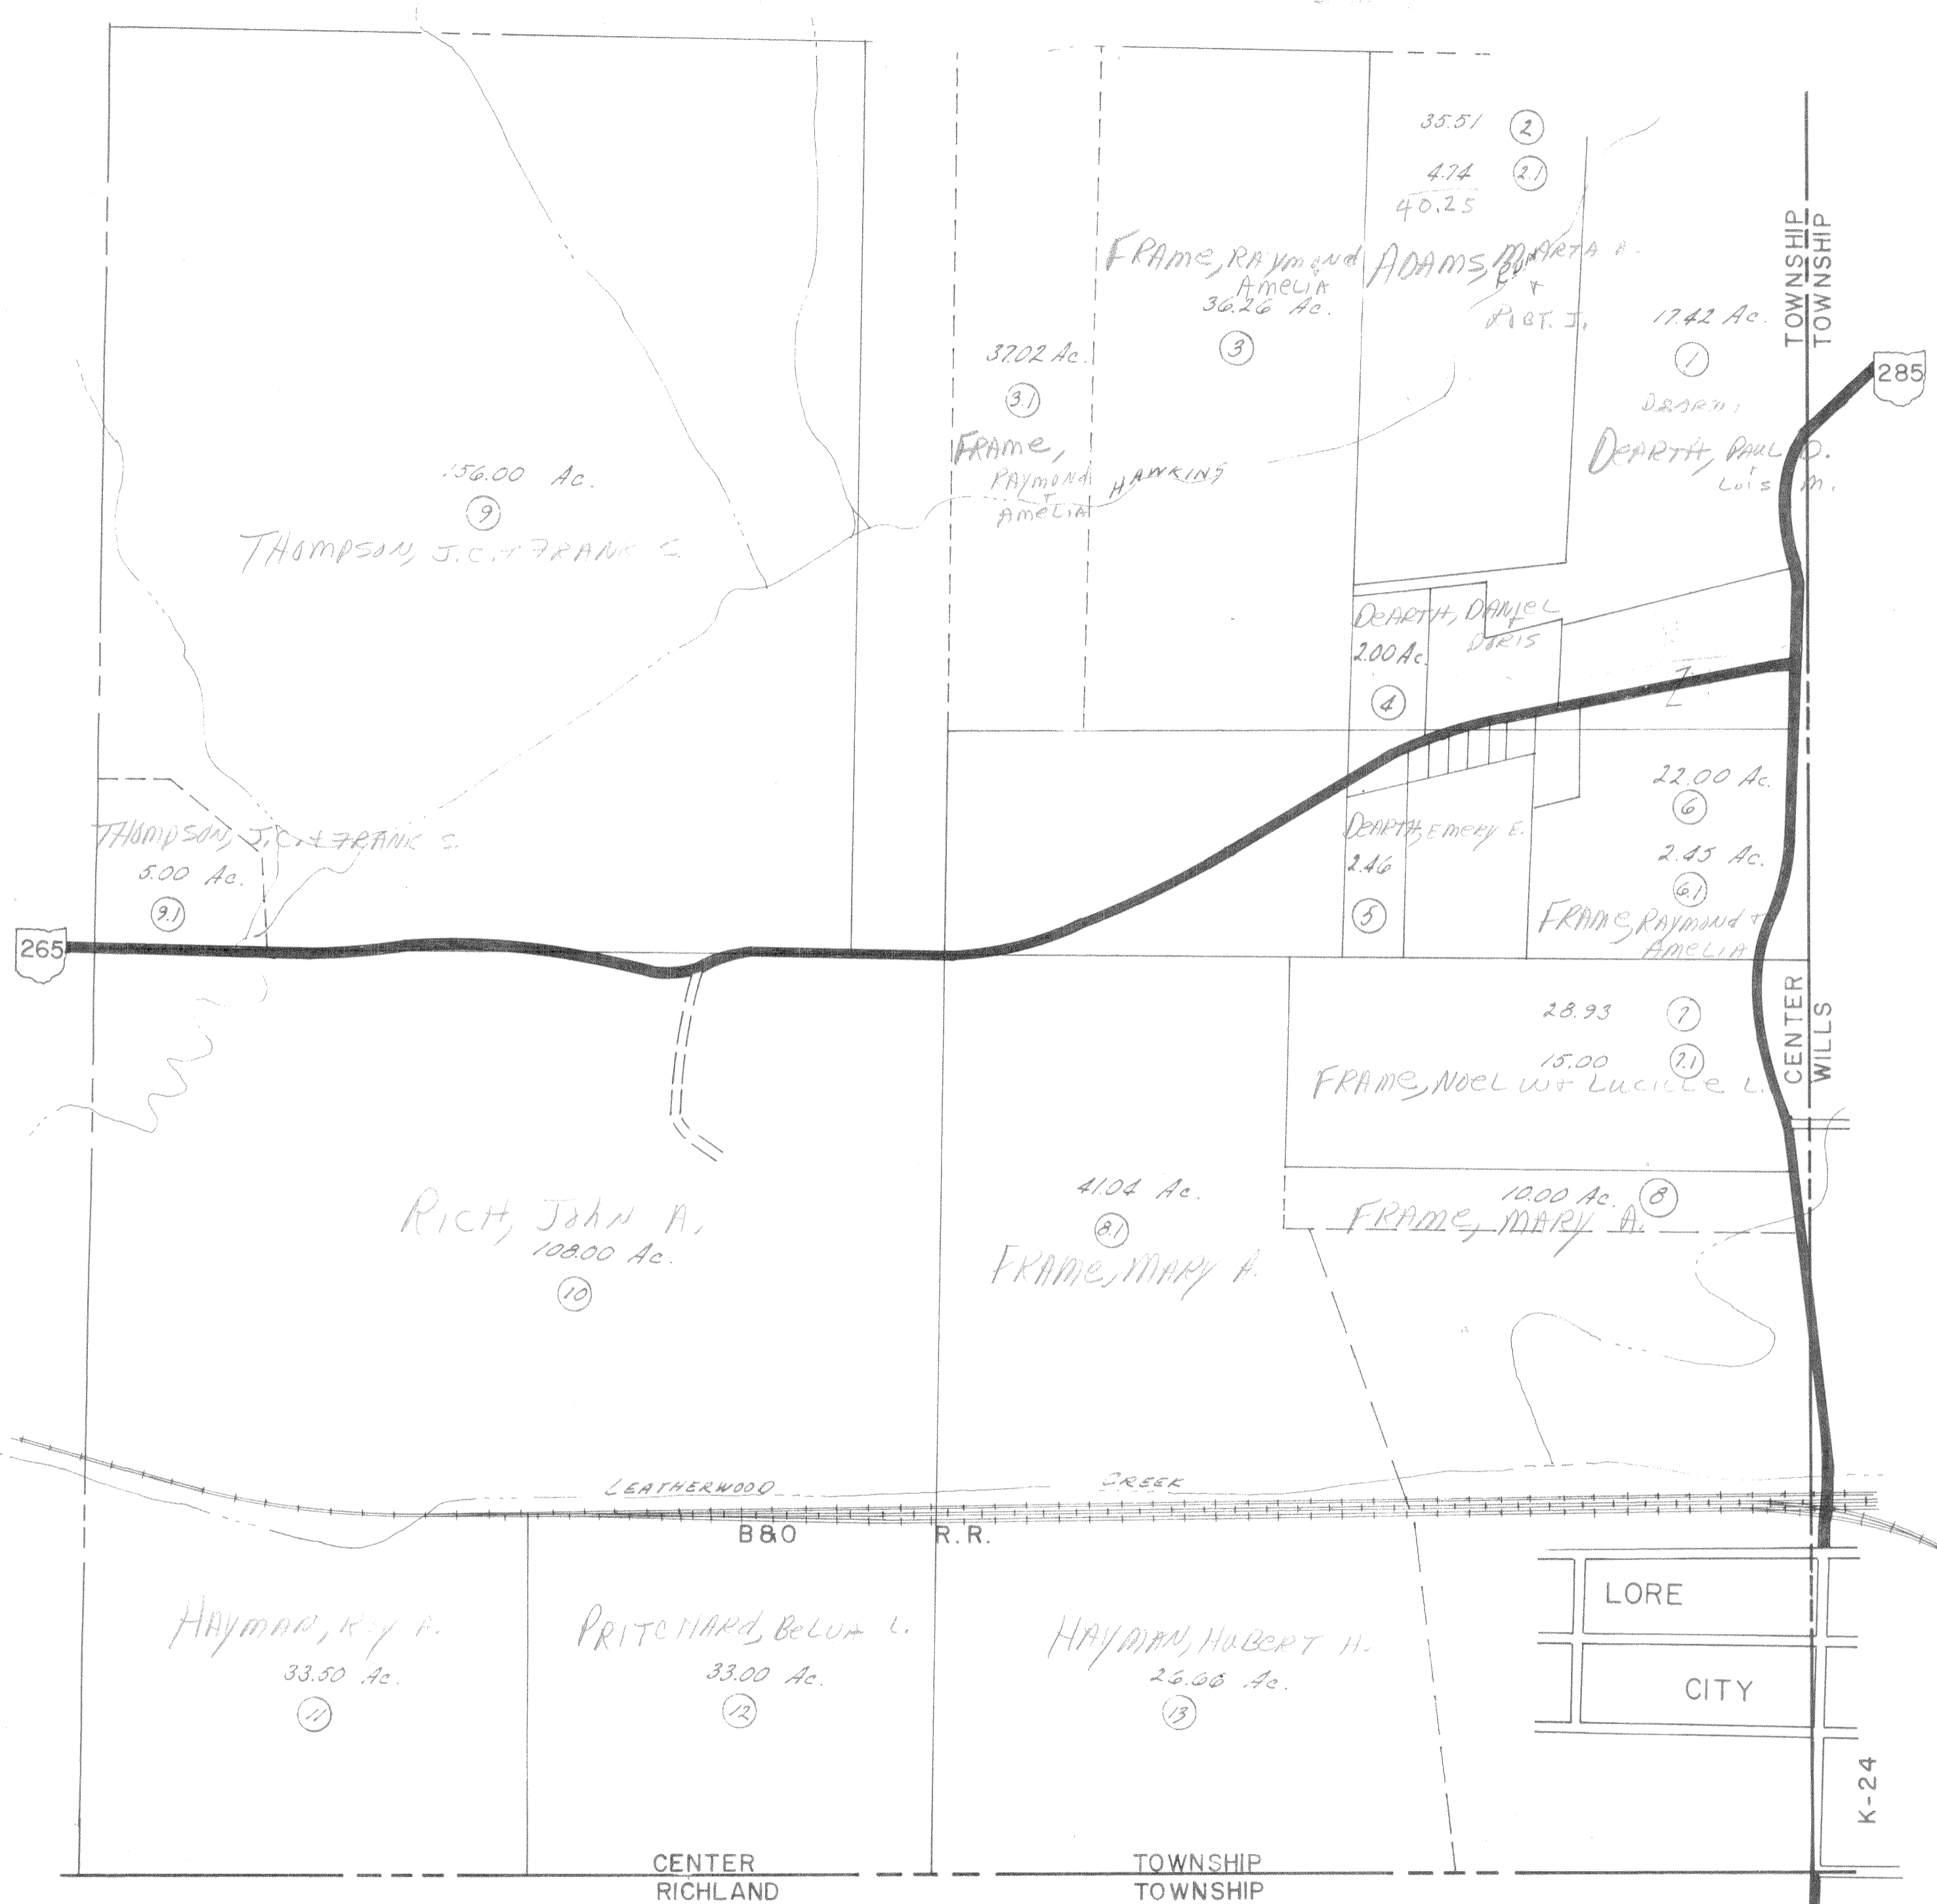 35.51 2
4.74 2.1
40.25
FRAME, RAYMOND
AMELIA
36.26 Ac.
3
ADAMS, MARTA A.
RUN
+
17.42 Ac.
1
DEARTH, PAUL D.
LOIS M.
TOWNSHIP
TOWNSHIP
285
37.02 Ac.
3.1
FRAME,
RAYMOND
+
AMELIA
HAWKINS
156.00 Ac.
9
THOMPSON, J.C. + FRANK S.
DEARTH, DANIEL
+
DORIS
2.00 Ac.
4
Z
THOMPSON, J.C. + FRANK S.
5.00 Ac.
9.1
265
DEARTH, EMERY E.
2.46
5
22.00 Ac.
6
2.45 Ac.
6.1
FRAME, RAYMOND +
AMELIA
28.93 7
15.00 7.1
FRAME, NOEL W + LUCILLE L.
CENTER
WILLS
10.00 Ac. 8
FRAME, MARY A.
RICH, JOHN A.
108.00 Ac.
10
41.04 Ac.
8.1
FRAME, MARY A.
LEATHERWOOD CREEK
B&O R.R.
HAYMAN, ROY A.
33.50 Ac.
11
PRITCHARD, BELVA L.
33.00 Ac.
12
HAYMAN, HUBERT H.
26.66 Ac.
13
LORE
CITY
K-24
CENTER TOWNSHIP
RICHLAND TOWNSHIP